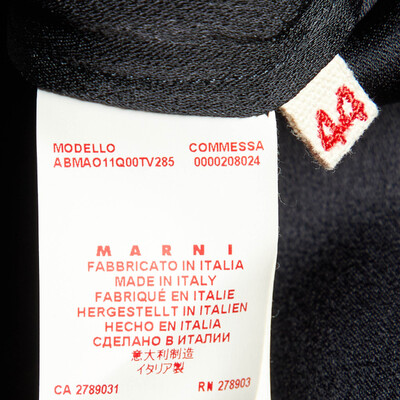 44
MODELLO COMMESSA
ABMAO11Q00TV285 0000208024
MARNI
FABBRICATO IN ITALIA
MADE IN ITALY
FABRIQUÉ EN ITALIE
HERGESTELLT IN ITALIEN
HECHO EN ITALIA
СДЕЛАНО В ИТАЛИИ
意大利制造
イタリア製
CA 2789031 RN 278903